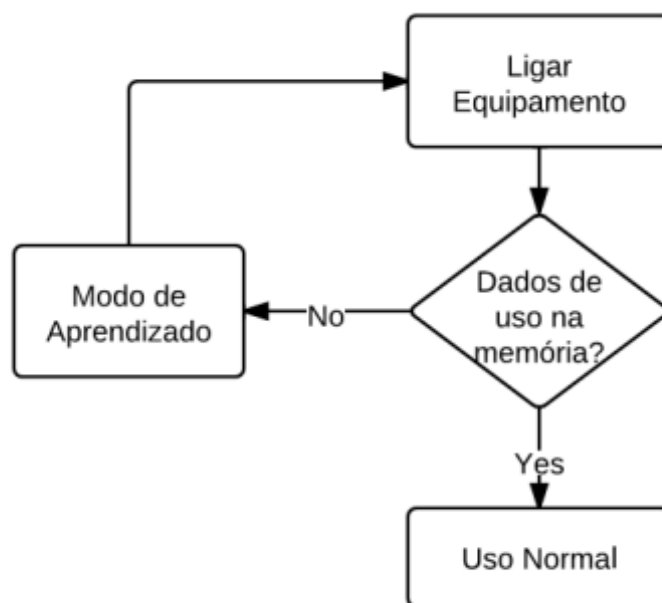 Ligar
Equipamento
Modo de
Aprendizado
No
Dados de
uso na
memória?
Yes
Uso Normal